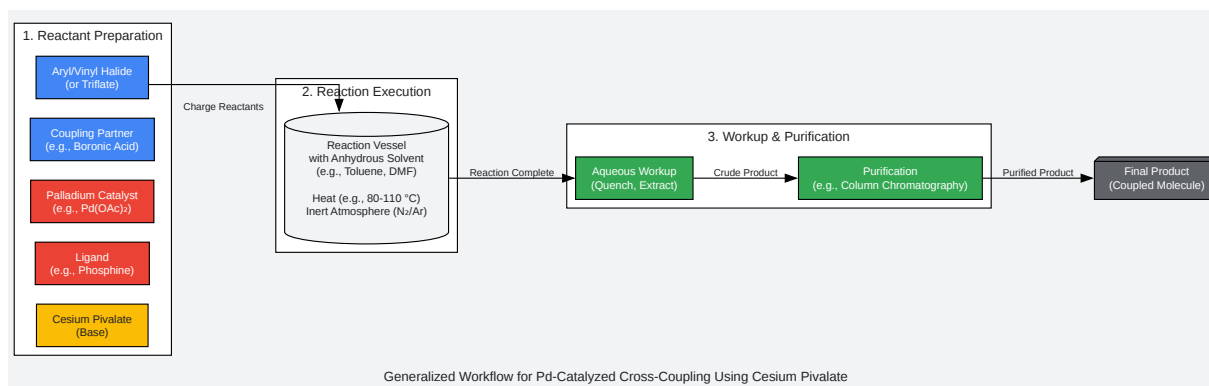 1. Reactant Preparation
Aryl/Vinyl Halide
(or Triflate)
Coupling Partner
(e.g., Boronic Acid)
Palladium Catalyst
(e.g., Pd(OAc)₂)
Ligand
(e.g., Phosphine)
Cesium Pivalate
(Base)
Charge Reactants
2. Reaction Execution
Reaction Vessel
with Anhydrous Solvent
(e.g., Toluene, DMF)
Heat (e.g., 80-110 °C)
Inert Atmosphere (N₂/Ar)
Reaction Complete
3. Workup & Purification
Aqueous Workup
(Quench, Extract)
Crude Product
Purification
(e.g., Column Chromatography)
Purified Product
Final Product
(Coupled Molecule)
Generalized Workflow for Pd-Catalyzed Cross-Coupling Using Cesium Pivalate